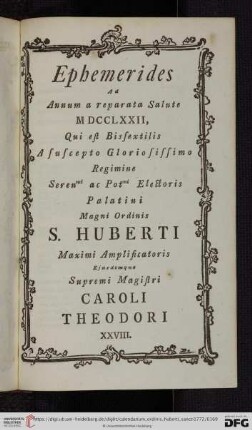 Ephemerides
Ad
Annum a reparata Salute
MDCCLXXII,
Qui est Bissextilis
A suscepto Gloriosissimo
Regimine
Seren^mi ac Pot^mi Electoris
Palatini
Magni Ordinis
S. HUBERTI
Maximi Amplificatoris
Ejusdemque
Supremi Magistri
CAROLI
THEODORI
XXVIII.